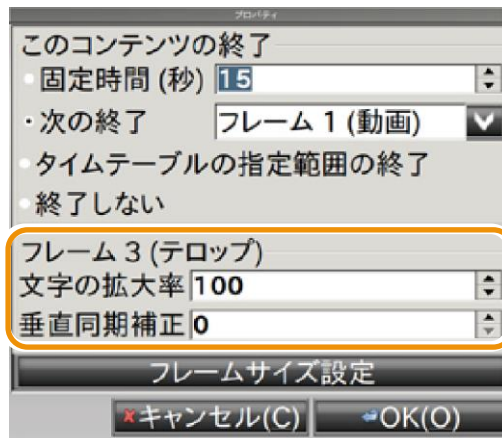 プロパティ
このコンテンツの終了
固定時間 (秒) 15
次の終了 フレーム 1 (動画)
タイムテーブルの指定範囲の終了
終了しない
フレーム 3 (テロップ)
文字の拡大率 100
垂直同期補正 0
フレームサイズ設定
キャンセル(C) OK(O)